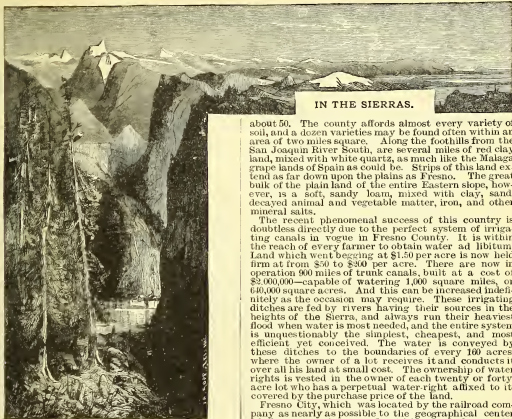 IN THE SIERRAS.
about 50. The county affords almost every variety of
soil, and a dozen varieties may be found often within an
area of two miles square. Along the foothills from the
San Joaquin River South, are several miles of red clay
land, mixed with white quartz, as much like the Malaga
grape lands of Spain as could be. Strips of this land ex-
tend as far down upon the plains as Fresno. The great
bulk of the plain land of the entire Eastern slope, how-
ever, is a soft, sandy loam, mixed with clay, sand,
decayed animal and vegetable matter, iron, and other
mineral salts.
The recent phenomenal success of this country is
doubtless directly due to the perfect system of irriga-
ting canals in vogue in Fresno County. It is within
the reach of every farmer to obtain water ad libitum.
Land which went begging at $1.50 per acre is now held
firm at from $50 to $200 per acre. There are now in
operation 900 miles of trunk canals, built at a cost of
$2,000,000—capable of watering 1,000 square miles, or
640,000 square acres. And this can be increased indefi-
nitely as the occasion may require. These irrigating
ditches are fed by rivers having their sources in the
heights of the Sierra, and always run their heaviest
flood when water is most needed, and the entire system
is unquestionably the simplest, cheapest, and most
efficient yet conceived. The water is conveyed by
these ditches to the boundaries of every 160 acres
where the owner of a lot receives it and conducts it
over all his land at small cost. The ownership of water
rights is vested in the owner of each twenty or forty
acre lot who has a perpetual water-right affixed to it,
covered by the purchase price of the land.
Fresno City, which was located by the railroad com-
pany as nearly as possible to the geographical center